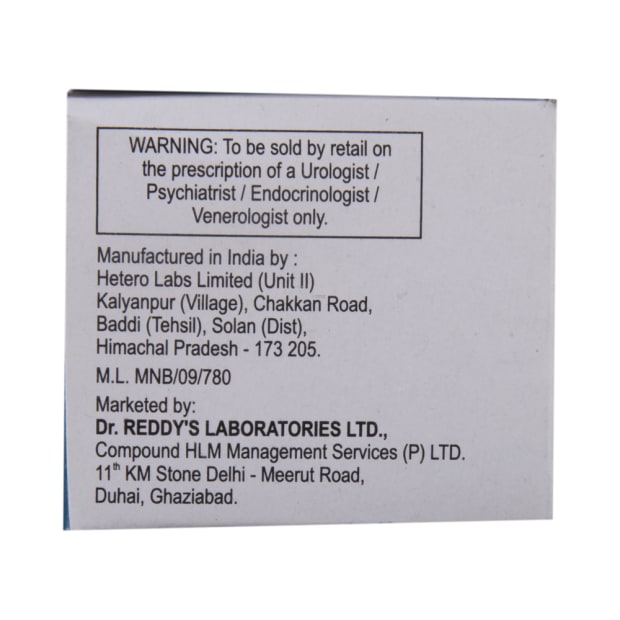 WARNING: To be sold by retail on
the prescription of a Urologist /
Psychiatrist / Endocrinologist /
Venerologist only.
Manufactured in India by :
Hetero Labs Limited (Unit II)
Kalyanpur (Village), Chakkan Road,
Baddi (Tehsil), Solan (Dist),
Himachal Pradesh - 173 205.
M.L. MNB/09/780
Marketed by:
Dr. REDDY'S LABORATORIES LTD.,
Compound HLM Management Services (P) LTD.
11th KM Stone Delhi - Meerut Road,
Duhai, Ghaziabad.